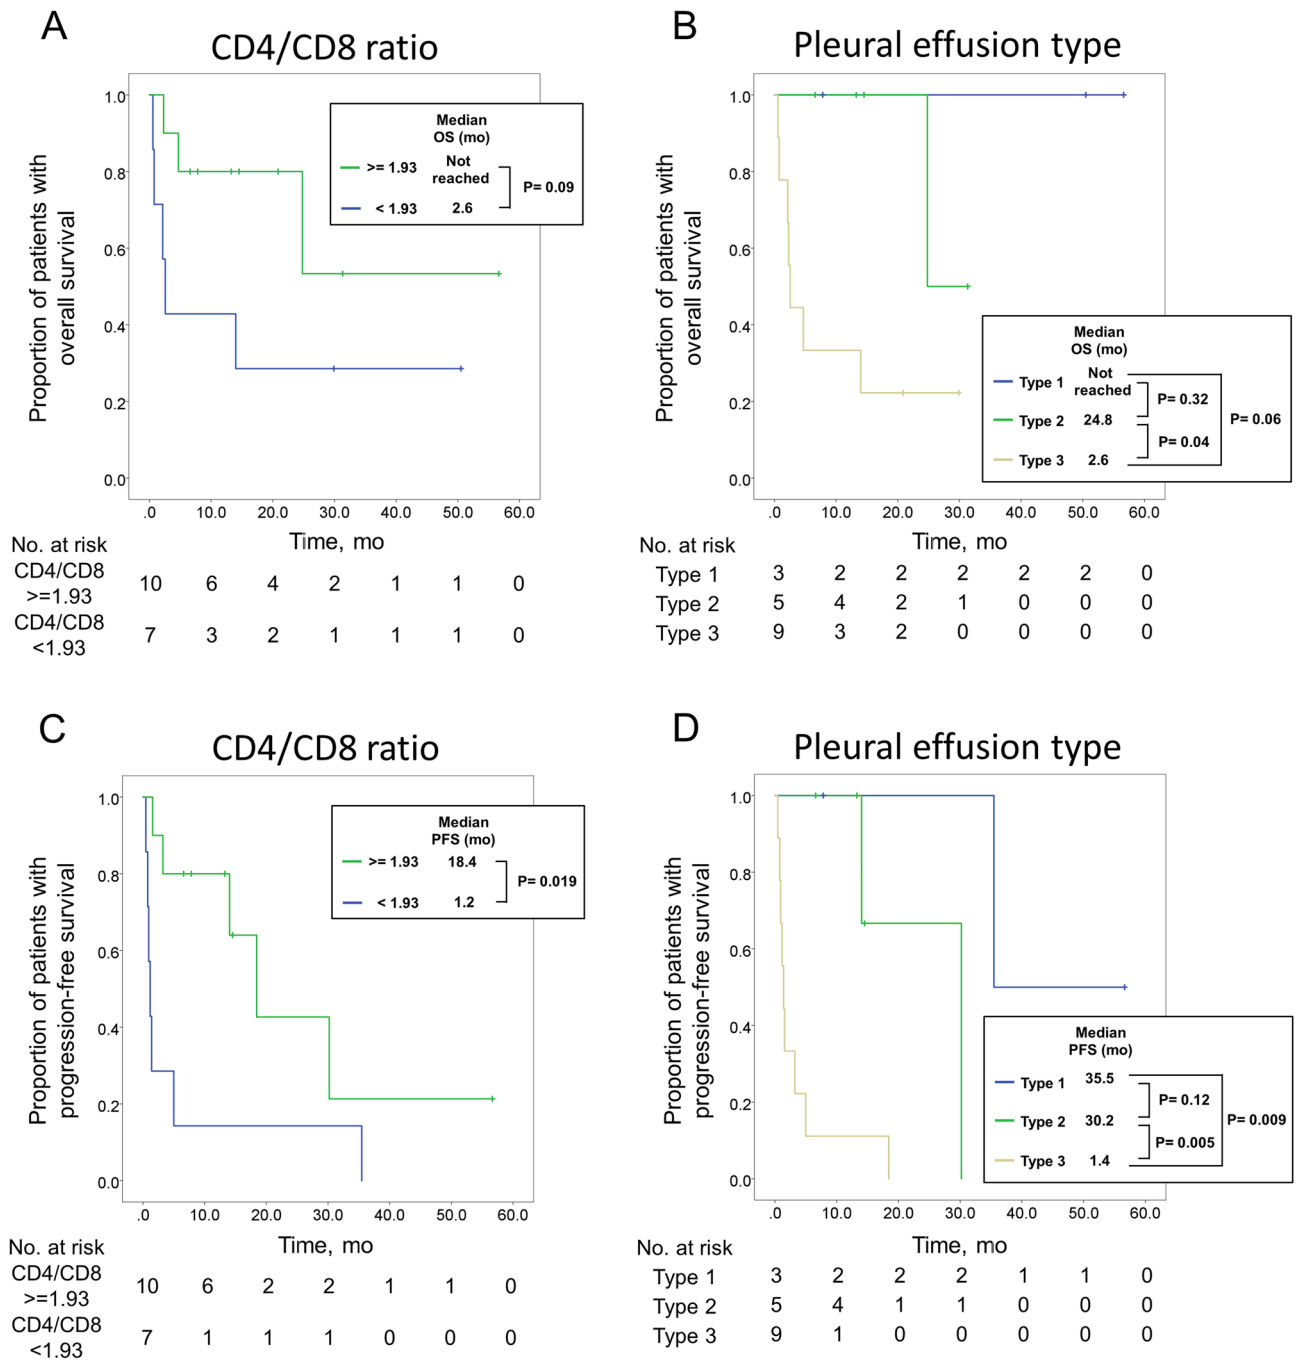 A
CD4/CD8 ratio
Proportion of patients with
overall survival
1.0
0.8
0.6
0.4
0.2
0.0
Median
OS (mo)
>= 1.93 Not
reached
< 1.93 2.6
P= 0.09
.0 10.0 20.0 30.0 40.0 50.0 60.0
Time, mo
No. at risk
CD4/CD8
>=1.93 10 6 4 2 1 1 0
CD4/CD8
<1.93 7 3 2 1 1 1 0
B
Pleural effusion type
Proportion of patients with
overall survival
1.0
0.8
0.6
0.4
0.2
0.0
Median
OS (mo)
Type 1 Not
reached
P= 0.32
Type 2 24.8
P= 0.06
P= 0.04
Type 3 2.6
.0 10.0 20.0 30.0 40.0 50.0 60.0
Time, mo
No. at risk
Type 1 3 2 2 2 2 2 0
Type 2 5 4 2 1 0 0 0
Type 3 9 3 2 0 0 0 0
C
CD4/CD8 ratio
Proportion of patients with
progression-free survival
1.0
0.8
0.6
0.4
0.2
0.0
Median
PFS (mo)
>= 1.93 18.4
P= 0.019
< 1.93 1.2
.0 10.0 20.0 30.0 40.0 50.0 60.0
Time, mo
No. at risk
CD4/CD8
>=1.93 10 6 2 2 1 1 0
CD4/CD8
<1.93 7 1 1 1 0 0 0
D
Pleural effusion type
Proportion of patients with
progression-free survival
1.0
0.8
0.6
0.4
0.2
0.0
Median
PFS (mo)
Type 1 35.5
P= 0.12
Type 2 30.2
P= 0.009
P= 0.005
Type 3 1.4
.0 10.0 20.0 30.0 40.0 50.0 60.0
Time, mo
No. at risk
Type 1 3 2 2 2 1 1 0
Type 2 5 4 1 1 0 0 0
Type 3 9 1 0 0 0 0 0